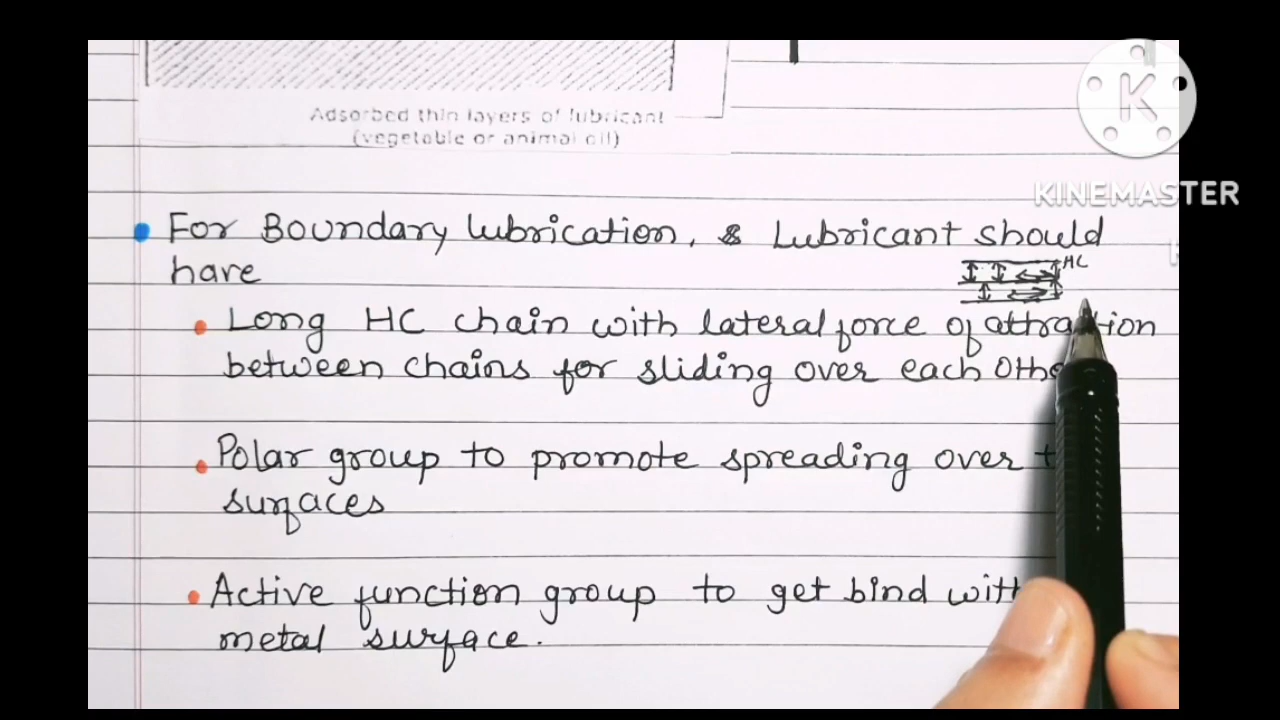 Adsorbed thin layers of lubricant
(vegetable or animal oil)
K
KINEMASTER
For Boundary lubrication, & Lubricant should
have
HC
Long HC chain with lateral force of attraction
between chains for sliding over each
Polar group to promote spreading over
surfaces
Active function group to get bind
metal surface.